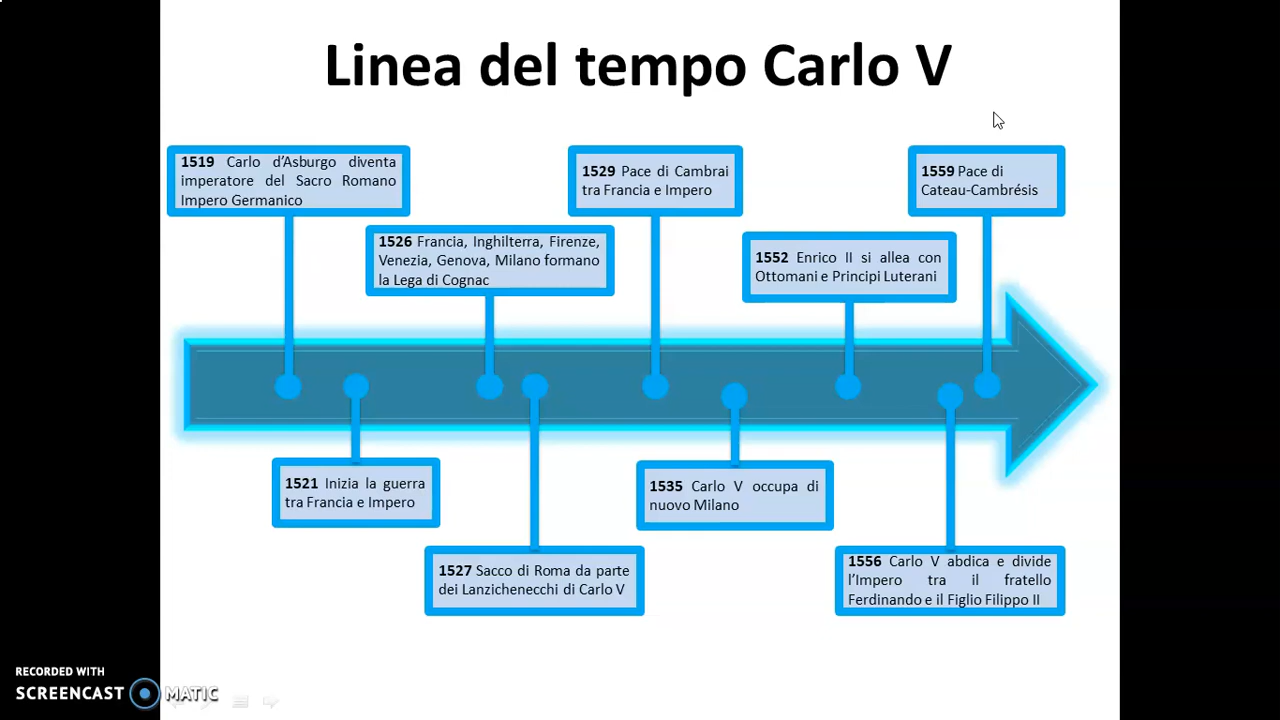 Linea del tempo Carlo V
1519 Carlo d’Asburgo diventa
imperatore del Sacro Romano
Impero Germanico
1529 Pace di Cambrai
tra Francia e Impero
1559 Pace di
Cateau-Cambrésis
1526 Francia, Inghilterra, Firenze,
Venezia, Genova, Milano formano
la Lega di Cognac
1552 Enrico II si allea con
Ottomani e Principi Luterani
1521 Inizia la guerra
tra Francia e Impero
1535 Carlo V occupa di
nuovo Milano
1527 Sacco di Roma da parte
dei Lanzichenecchi di Carlo V
1556 Carlo V abdica e divide
l’Impero tra il fratello
Ferdinando e il Figlio Filippo II
RECORDED WITH
SCREENCAST MATIC